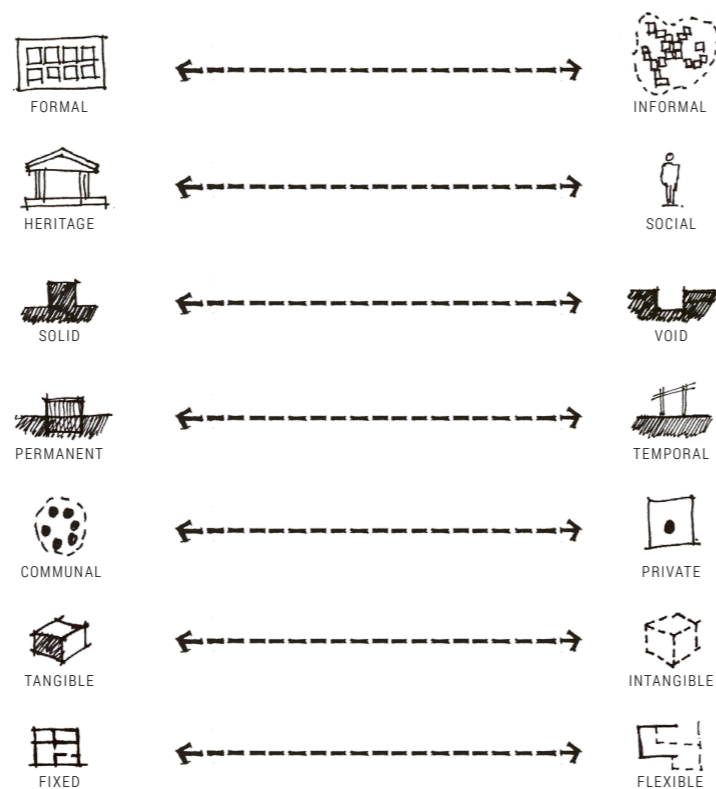 FORMAL INFORMAL
HERITAGE SOCIAL
SOLID VOID
PERMANENT TEMPORAL
COMMUNAL PRIVATE
TANGIBLE INTANGIBLE
FIXED FLEXIBLE